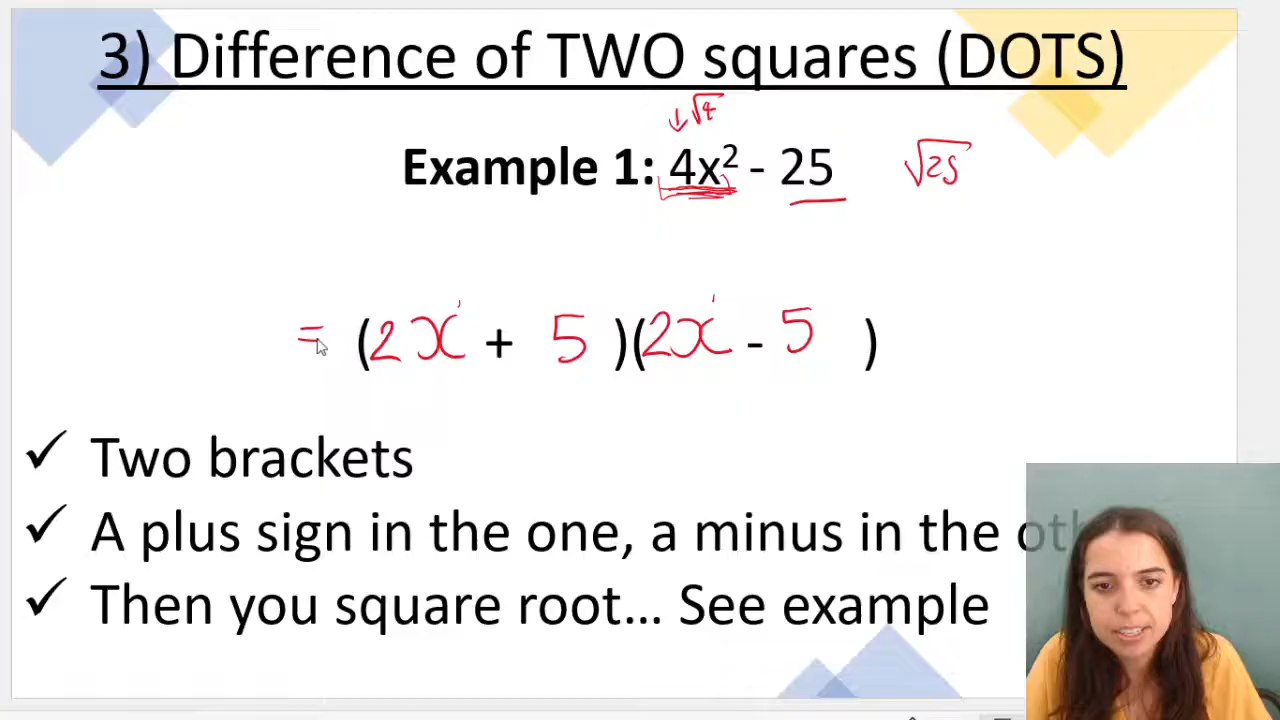 3) Difference of TWO squares (DOTS)
√4
Example 1: 4x² - 25 √25
= (2x + 5)(2x - 5)
✓ Two brackets
✓ A plus sign in the one, a minus in the
✓ Then you square root... See example